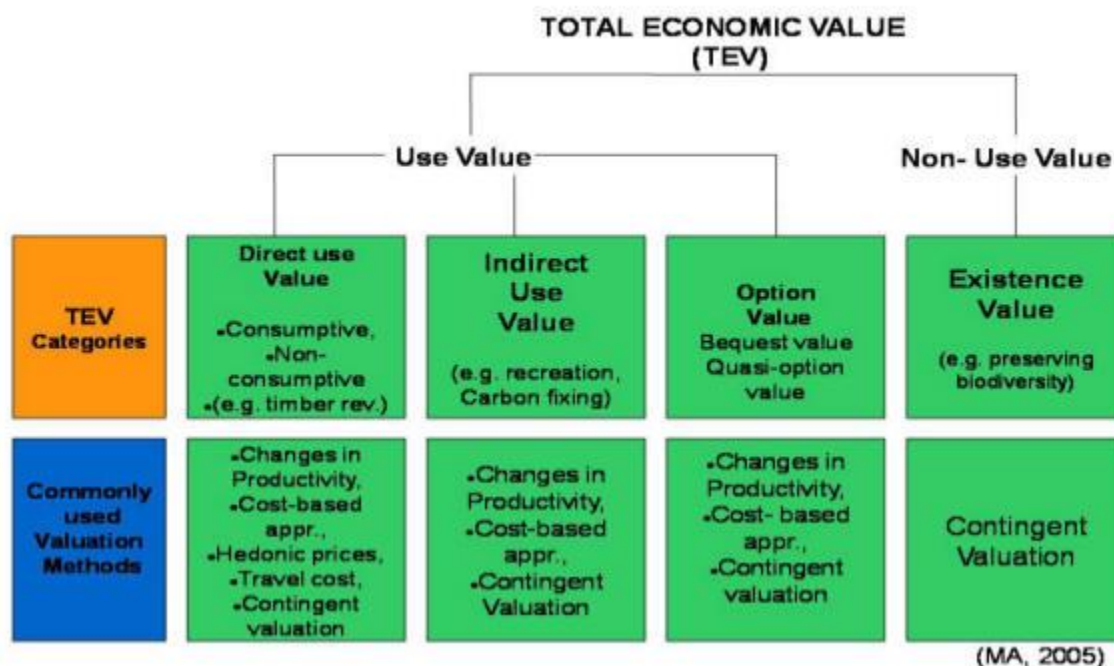 TOTAL ECONOMIC VALUE
(TEV)
Use Value
Non- Use Value
TEV
Categories
Direct use
Value
•Consumptive,
•Non-
consumptive
•(e.g. timber rev.)
Indirect
Use
Value
(e.g. recreation,
Carbon fixing)
Option
Value
Bequest value
Quasi-option
value
Existence
Value
(e.g. preserving
biodiversity)
Commonly
used
Valuation
Methods
•Changes in
Productivity,
•Cost-based
appr.,
•Hedonic prices,
•Travel cost,
•Contingent
valuation
•Changes in
Productivity,
•Cost-based
appr.,
•Contingent
Valuation
•Changes in
Productivity,
•Cost- based
appr.,
•Contingent
valuation
Contingent
Valuation
(MA, 2005)